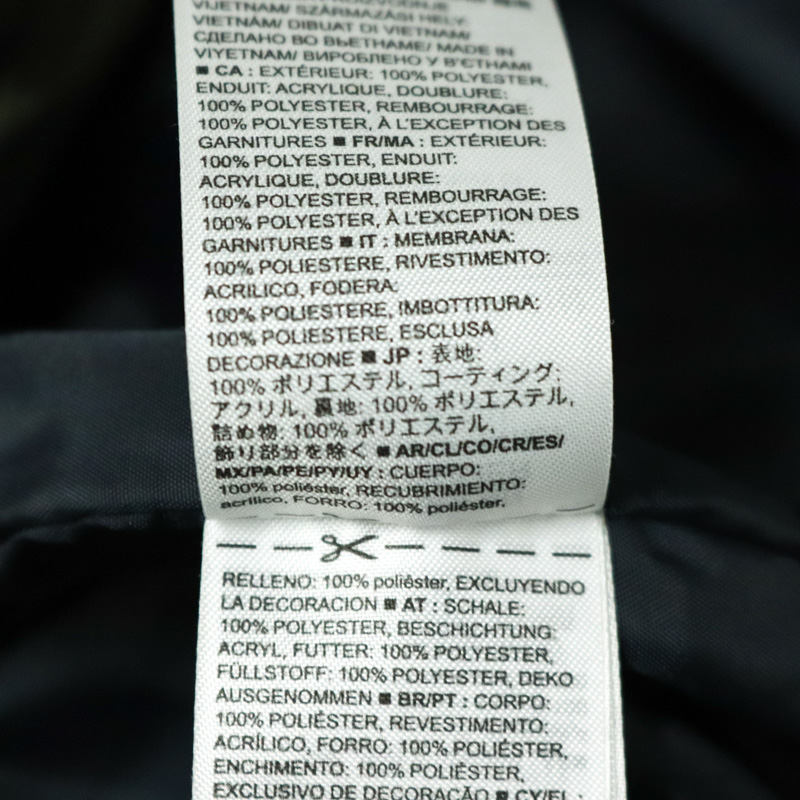 VIJETNAM/ SZÁRMAZÁSI HELY:
VIETNÁM/ DIBUAT DI VIETNAM/
СДЕЛАНО ВО ВЬЕТНАМЕ/ MADE IN
VIYETNAM/ ВИРОБЛЕНО У В'ЄТНАМІ
■ CA : EXTÉRIEUR: 100% POLYESTER,
ENDUIT: ACRYLIQUE, DOUBLURE:
100% POLYESTER, REMBOURRAGE:
100% POLYESTER, À L'EXCEPTION DES
GARNITURES ■ FR/MA : EXTÉRIEUR:
100% POLYESTER, ENDUIT:
ACRYLIQUE, DOUBLURE:
100% POLYESTER, REMBOURRAGE:
100% POLYESTER, À L'EXCEPTION DES
GARNITURES ■ IT : MEMBRANA:
100% POLIESTERE, RIVESTIMENTO:
ACRILICO, FODERA:
100% POLIESTERE, IMBOTTITURA:
100% POLIESTERE, ESCLUSA
DECORAZIONE ■ JP : 表地:
100% ポリエステル, コーティング:
アクリル, 裏地: 100% ポリエステル,
詰め物: 100% ポリエステル,
飾り部分を除く ■ AR/CL/CO/CR/ES/
MX/PA/PE/PY/UY : CUERPO:
100% poliéster, RECUBRIMIENTO:
acrílico, FORRO: 100% poliéster,
RELLENO: 100% poliéster, EXCLUYENDO
LA DECORACION ■ AT : SCHALE:
100% POLYESTER, BESCHICHTUNG:
ACRYL, FUTTER: 100% POLYESTER,
FÜLLSTOFF: 100% POLYESTER, DEKO
AUSGENOMMEN ■ BR/PT : CORPO:
100% POLIÉSTER, REVESTIMENTO:
ACRÍLICO, FORRO: 100% POLIÉSTER,
ENCHIMENTO: 100% POLIÉSTER,
EXCLUSIVO DE DECORAÇÃO ■ CY/EL :